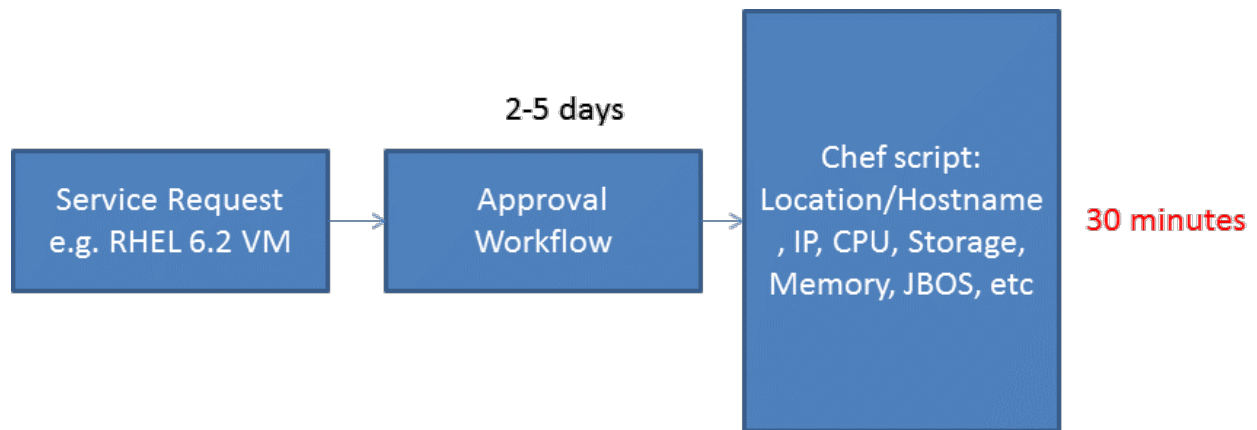 2-5 days
Service Request
e.g. RHEL 6.2 VM
Approval
Workflow
Chef script:
Location/Hostname
, IP, CPU, Storage,
Memory, JBOS, etc
30 minutes